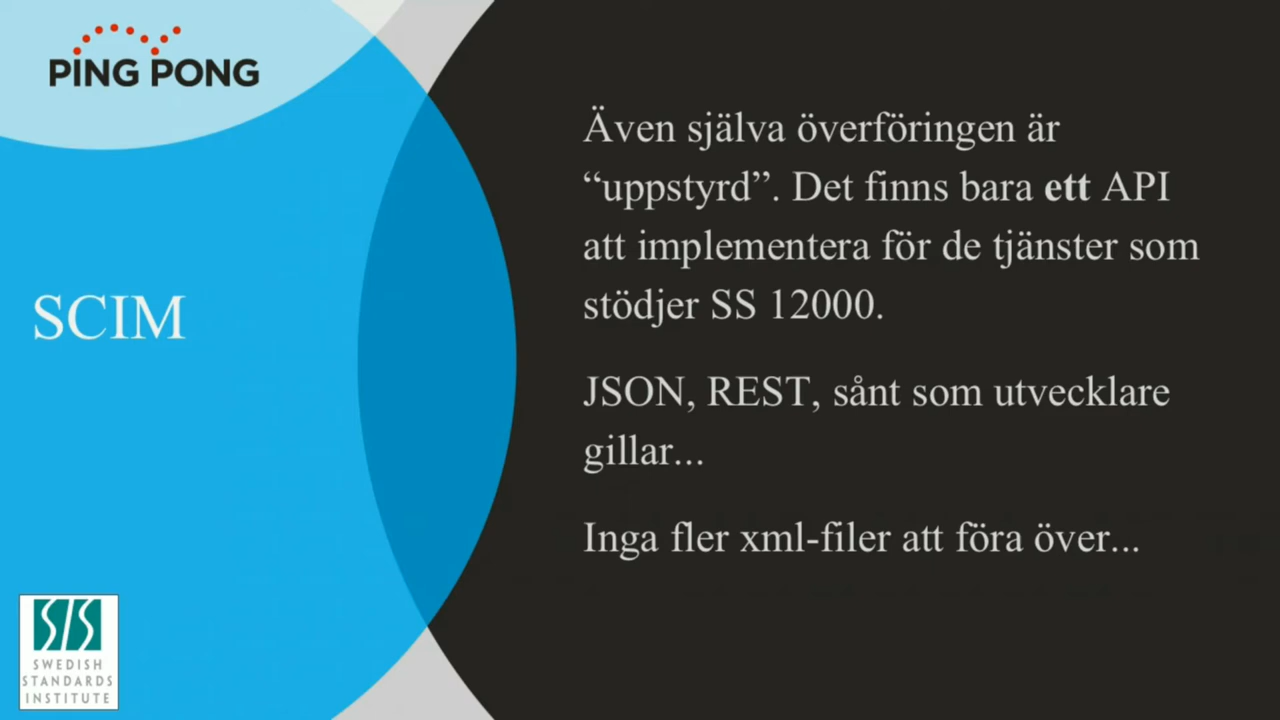 PING PONG
SCIM
Även själva överföringen är
“uppstyrd”. Det finns bara ett API
att implementera för de tjänster som
stödjer SS 12000.
JSON, REST, sånt som utvecklare
gillar...
Inga fler xml-filer att föra över...
SIS
SWEDISH
STANDARDS
INSTITUTE